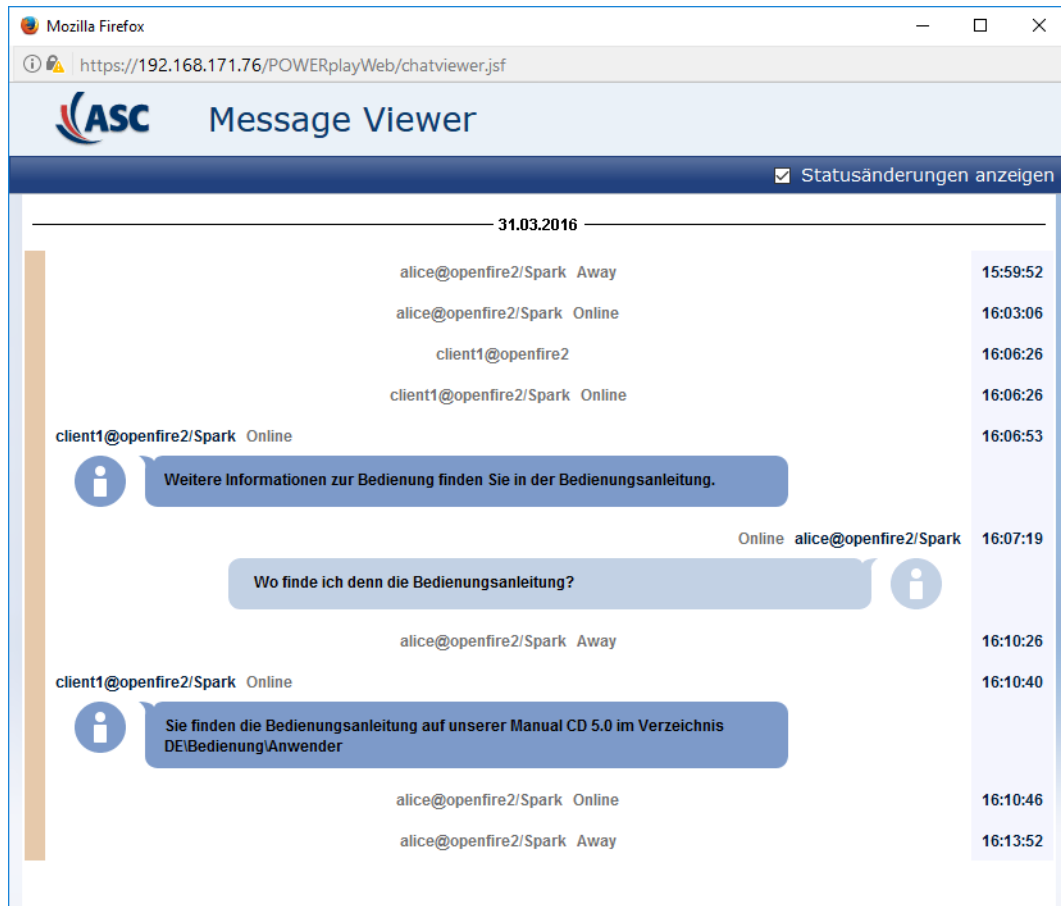 Mozilla Firefox
https://192.168.171.76/POWERplayWeb/chatviewer.jsf
ASC Message Viewer
Statusänderungen anzeigen
31.03.2016
alice@openfire2/Spark Away 15:59:52
alice@openfire2/Spark Online 16:03:06
client1@openfire2 16:06:26
client1@openfire2/Spark Online 16:06:26
client1@openfire2/Spark Online 16:06:53
Weitere Informationen zur Bedienung finden Sie in der Bedienungsanleitung.
Online alice@openfire2/Spark 16:07:19
Wo finde ich denn die Bedienungsanleitung?
alice@openfire2/Spark Away 16:10:26
client1@openfire2/Spark Online 16:10:40
Sie finden die Bedienungsanleitung auf unserer Manual CD 5.0 im Verzeichnis
DE\Bedienung\Anwender
alice@openfire2/Spark Online 16:10:46
alice@openfire2/Spark Away 16:13:52